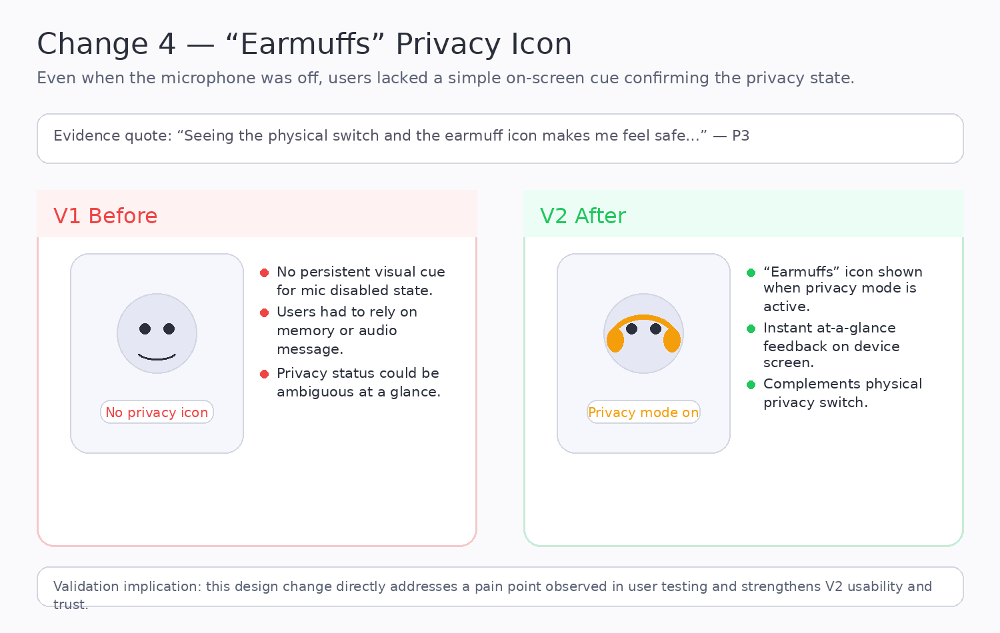 Change 4 — “Earmuffs” Privacy Icon
Even when the microphone was off, users lacked a simple on-screen cue confirming the privacy state.
Evidence quote: “Seeing the physical switch and the earmuff icon makes me feel safe…” — P3
V1 Before
No privacy icon
No persistent visual cue
for mic disabled state.
Users had to rely on
memory or audio
message.
Privacy status could be
ambiguous at a glance.
V2 After
Privacy mode on
“Earmuffs” icon shown
when privacy mode is
active.
Instant at-a-glance
feedback on device
screen.
Complements physical
privacy switch.
Validation implication: this design change directly addresses a pain point observed in user testing and strengthens V2 usability and
trust.